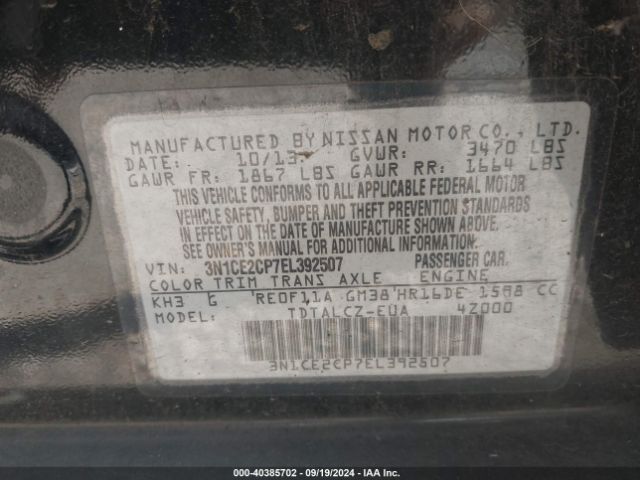 MANUFACTURED BY NISSAN MOTOR CO., LTD.
DATE: 10/13 GVWR: 3470 LBS
GAWR FR: 1867 LBS GAWR RR: 1664 LBS
THIS VEHICLE CONFORMS TO ALL APPLICABLE FEDERAL MOTOR
VEHICLE SAFETY, BUMPER AND THEFT PREVENTION STANDARDS
IN EFFECT ON THE DATE OF MANUFACTURE SHOWN ABOVE.
SEE OWNER'S MANUAL FOR ADDITIONAL INFORMATION
VIN: 3N1CE2CP7EL392507 PASSENGER CAR.
COLOR TRIM TRANS AXLE ENGINE
KH3 G RE0F11A GM38 HR16DE 1598 CC
MODEL: TDTALCZ-EUA 4Z000
3N1CE2CP7EL392507
© - 40385702 - 09/19/2024 - IAA Inc.